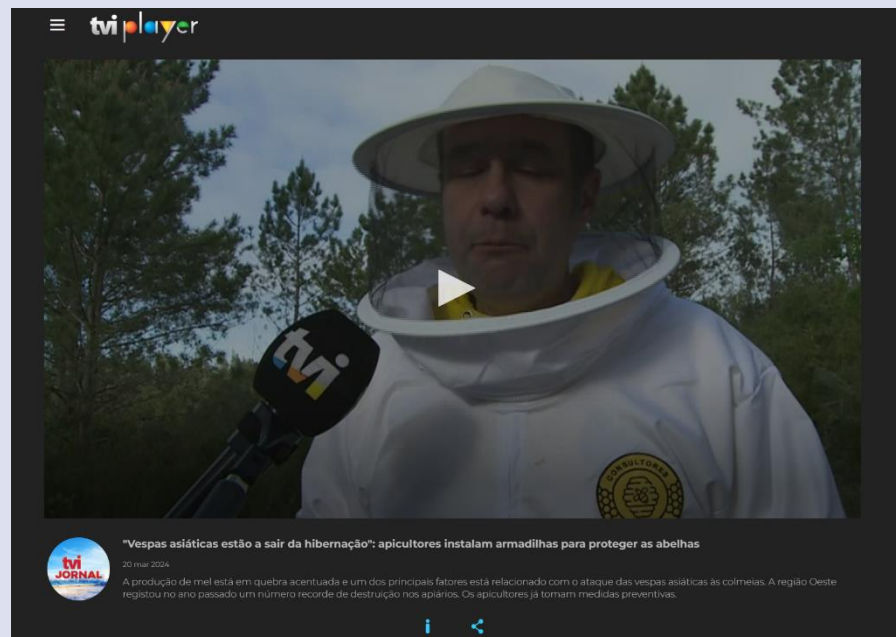 tvi player
tvi
CONSULTORES
"Vespas asiáticas estão a sair da hibernação": apicultores instalam armadilhas para proteger as abelhas
tvi
JORNAL
20 mar 2024
A produção de mel está em quebra acentuada e um dos principais fatores está relacionado com o ataque das vespas asiáticas às colmeias. A região Oeste
registou no ano passado um número recorde de destruição nos apiários. Os apicultores já tomam medidas preventivas.